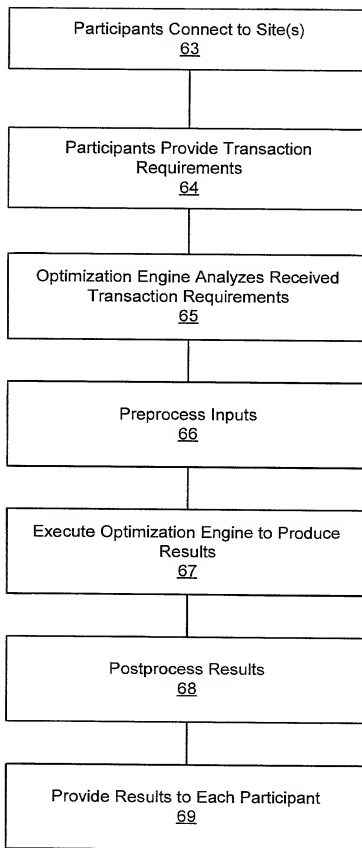 Participants Connect to Site(s)
63
Participants Provide Transaction
Requirements
64
Optimization Engine Analyzes Received
Transaction Requirements
65
Preprocess Inputs
66
Execute Optimization Engine to Produce
Results
67
Postprocess Results
68
Provide Results to Each Participant
69